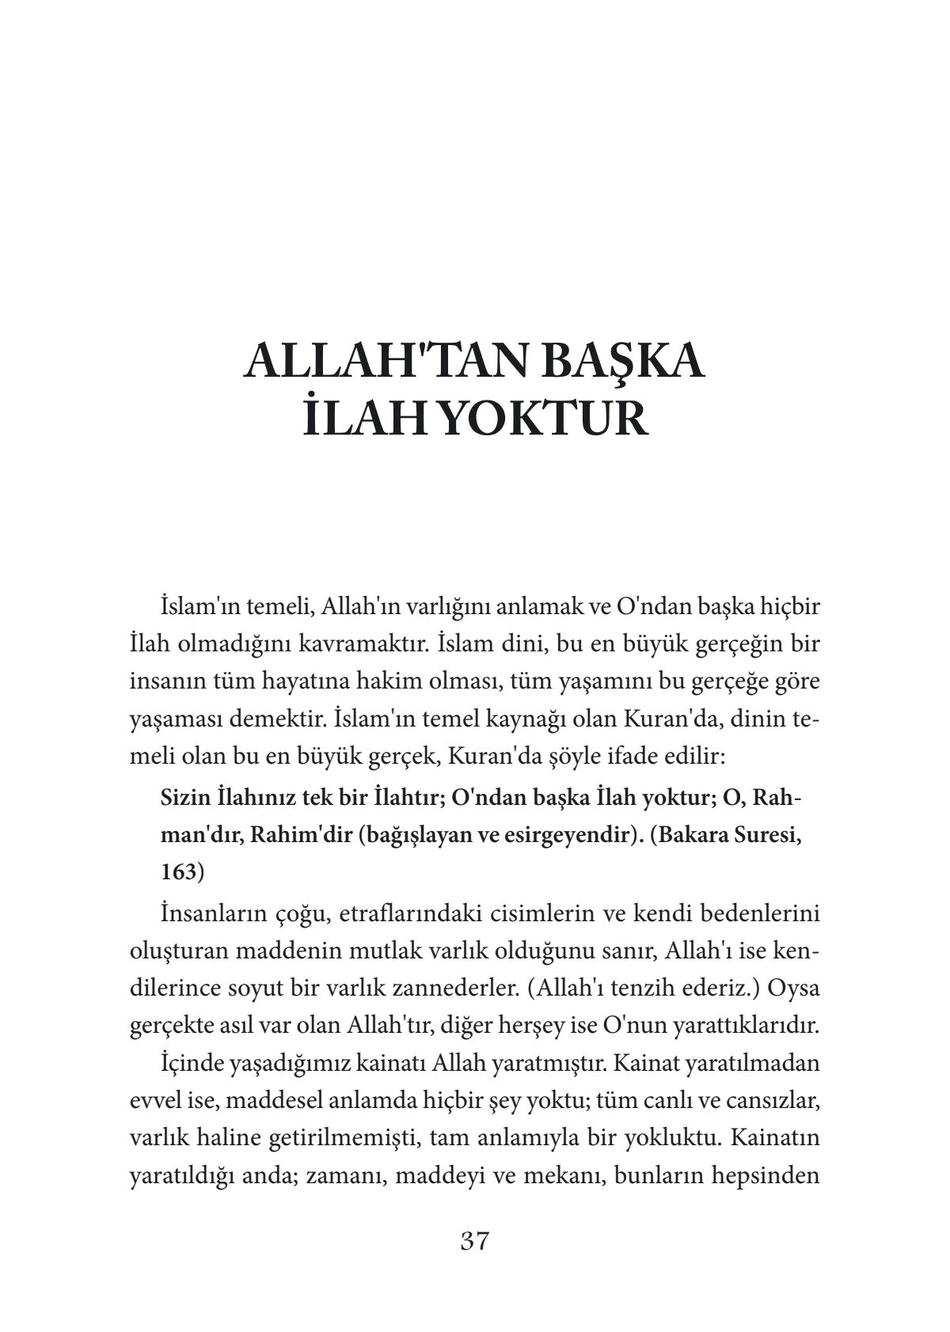 ALLAH'TAN BAŞKA
İLAH YOKTUR
İslam'ın temeli, Allah'ın varlığını anlamak ve O'ndan başka hiçbir
İlah olmadığını kavramaktır. İslam dini, bu en büyük gerçeğin bir
insanın tüm hayatına hakim olması, tüm yaşamını bu gerçeğe göre
yaşaması demektir. İslam'ın temel kaynağı olan Kuran'da, dinin te-
meli olan bu en büyük gerçek, Kuran'da şöyle ifade edilir:
Sizin İlahınız tek bir İlahtır; O'ndan başka İlah yoktur; O, Rah-
man'dır, Rahim'dir (bağışlayan ve esirgeyendir). (Bakara Suresi,
163)
İnsanların çoğu, etraflarındaki cisimlerin ve kendi bedenlerini
oluşturan maddenin mutlak varlık olduğunu sanır, Allah'ı ise ken-
dilerince soyut bir varlık zannederler. (Allah'ı tenzih ederiz.) Oysa
gerçekte asıl var olan Allah'tır, diğer herşey ise O'nun yarattıklarıdır.
İçinde yaşadığımız kainatı Allah yaratmıştır. Kainat yaratılmadan
evvel ise, maddesel anlamda hiçbir şey yoktu; tüm canlı ve cansızlar,
varlık haline getirilmemişti, tam anlamıyla bir yokluktu. Kainatın
yaratıldığı anda; zamanı, maddeyi ve mekanı, bunların hepsinden
37